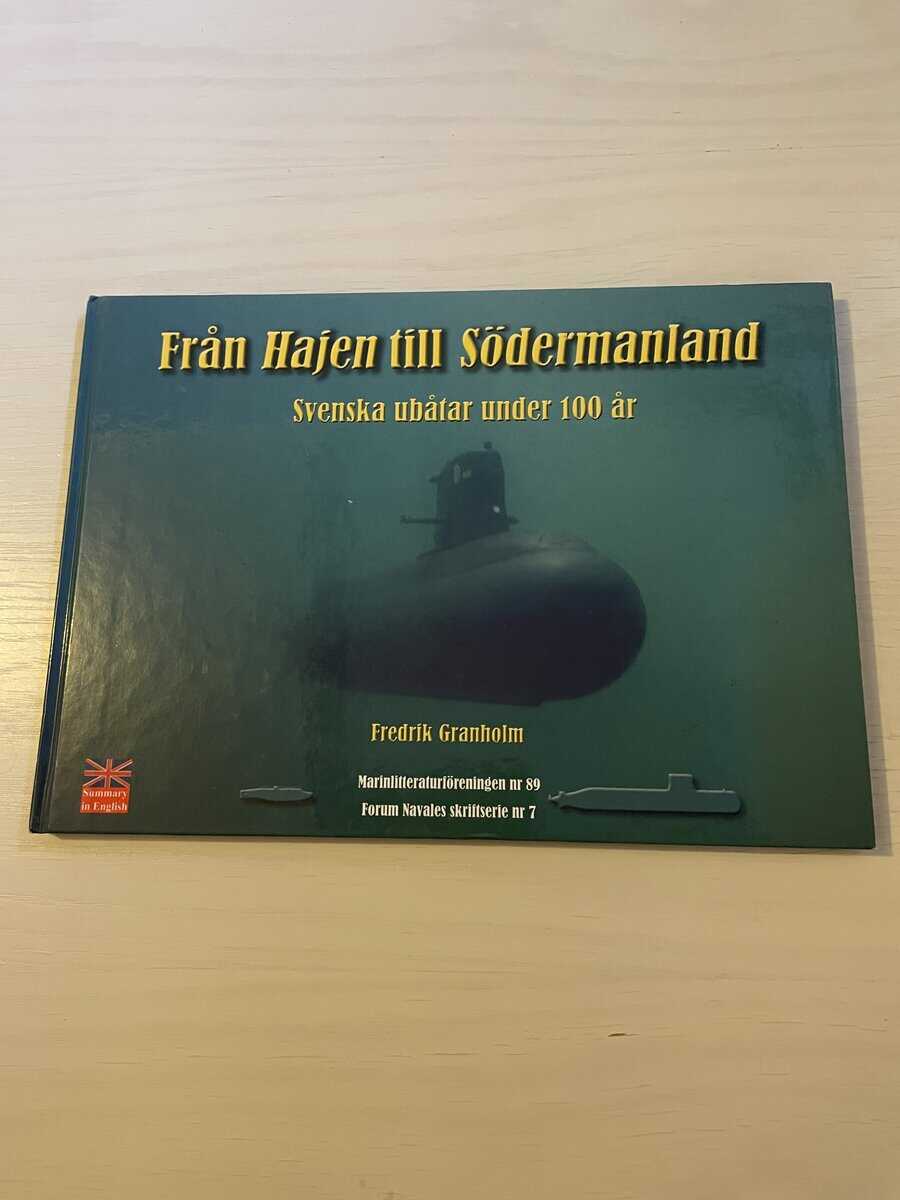 Från Hajen till Södermanland
Svenska ubåtar under 100 år
Fredrik Granholm
Marinlitteraturföreningen nr 89
Forum Navales skriftserie nr 7
Summary
in English